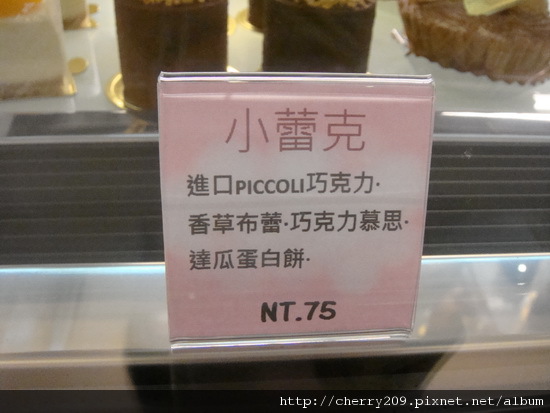 小蕾克
進口PICCOLI巧克力·
香草布蕾·巧克力慕思·
達瓜蛋白餅·
NT.75
http://cherry209.pixnet.net/album